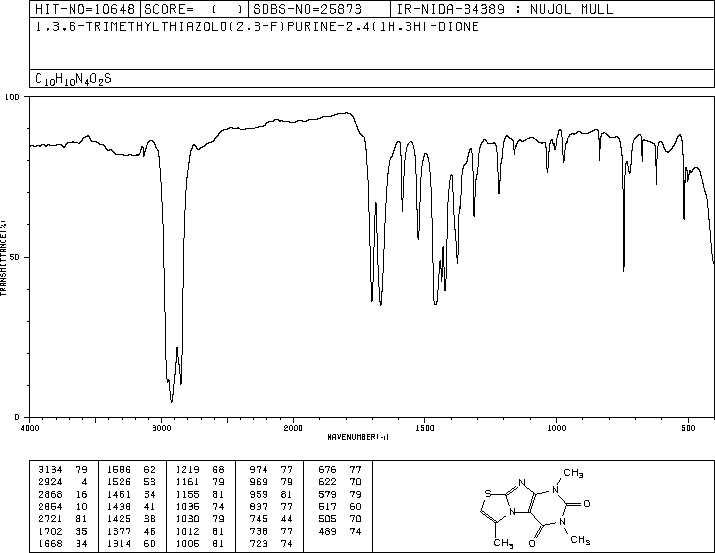 HIT-NO=10648 SCORE= ( ) SDBS-NO=25873 IR-NIDA-34389 : NUJOL MULL
1,3,6-TRIMETHYLTHIAZOLO(2,3-F)PURINE-2,4(1H,3H)-DIONE
C10H10N4O2S
100
50
0
TRANSMITTANCE(%)
4000 3000 2000 1500 1000 500
WAVENUMBER(-1)
3134 79 1586 62 1219 68 974 77 676 77
2924 4 1526 53 1161 79 969 79 622 70
2868 16 1461 34 1155 81 959 81 579 79
2854 10 1438 41 1036 74 837 77 517 60
2721 81 1425 38 1030 79 745 44 505 70
1702 35 1377 46 1012 81 738 77 489 74
1668 34 1314 60 1006 81 723 74
CH3
S N N O
N N
O CH3
CH3